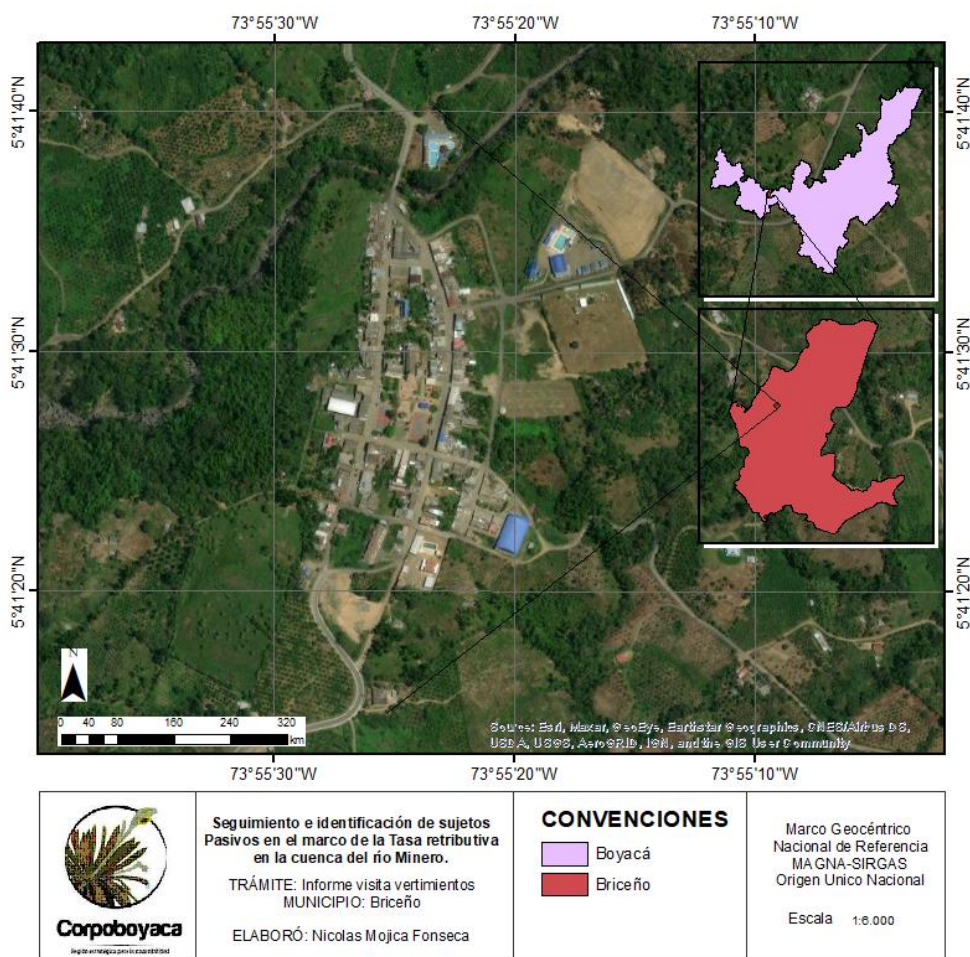 73°55'30"W
73°55'20"W
73°55'10"W
5°41'40"N
5°41'40"N
5°41'30"N
5°41'30"N
5°41'20"N
5°41'20"N
N
0 40 80 160 240 320
km
Source: Esri, Maxar, GeoEye, Earthstar Geographics, CNES/Airbus DS,
USDA, USGS, AeroGRID, IGN, and the GIS User Community
73°55'30"W
73°55'20"W
73°55'10"W
Corpoboyaca
Región estratégica para la sostenibilidad
Seguimiento e identificación de sujetos
Pasivos en el marco de la Tasa retributiva
en la cuenca del río Minero.
TRÁMITE: Informe visita vertimientos
MUNICIPIO: Briceño
ELABORÓ: Nicolas Mojica Fonseca
CONVENCIONES
Boyacá
Briceño
Marco Geocéntrico
Nacional de Referencia
MAGNA-SIRGAS
Origen Unico Nacional
Escala 1:6.000